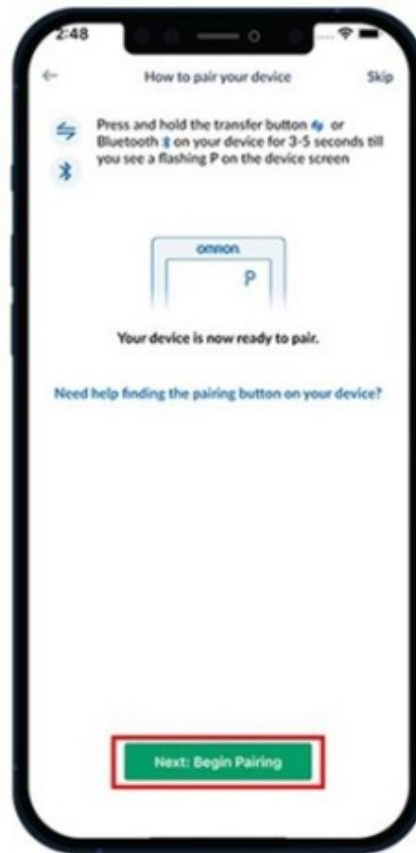 2:48
How to pair your device
Skip
Press and hold the transfer button or
Bluetooth on your device for 3-5 seconds till
you see a flashing P on the device screen
OMRON
P
Your device is now ready to pair.
Need help finding the pairing button on your device?
Next: Begin Pairing